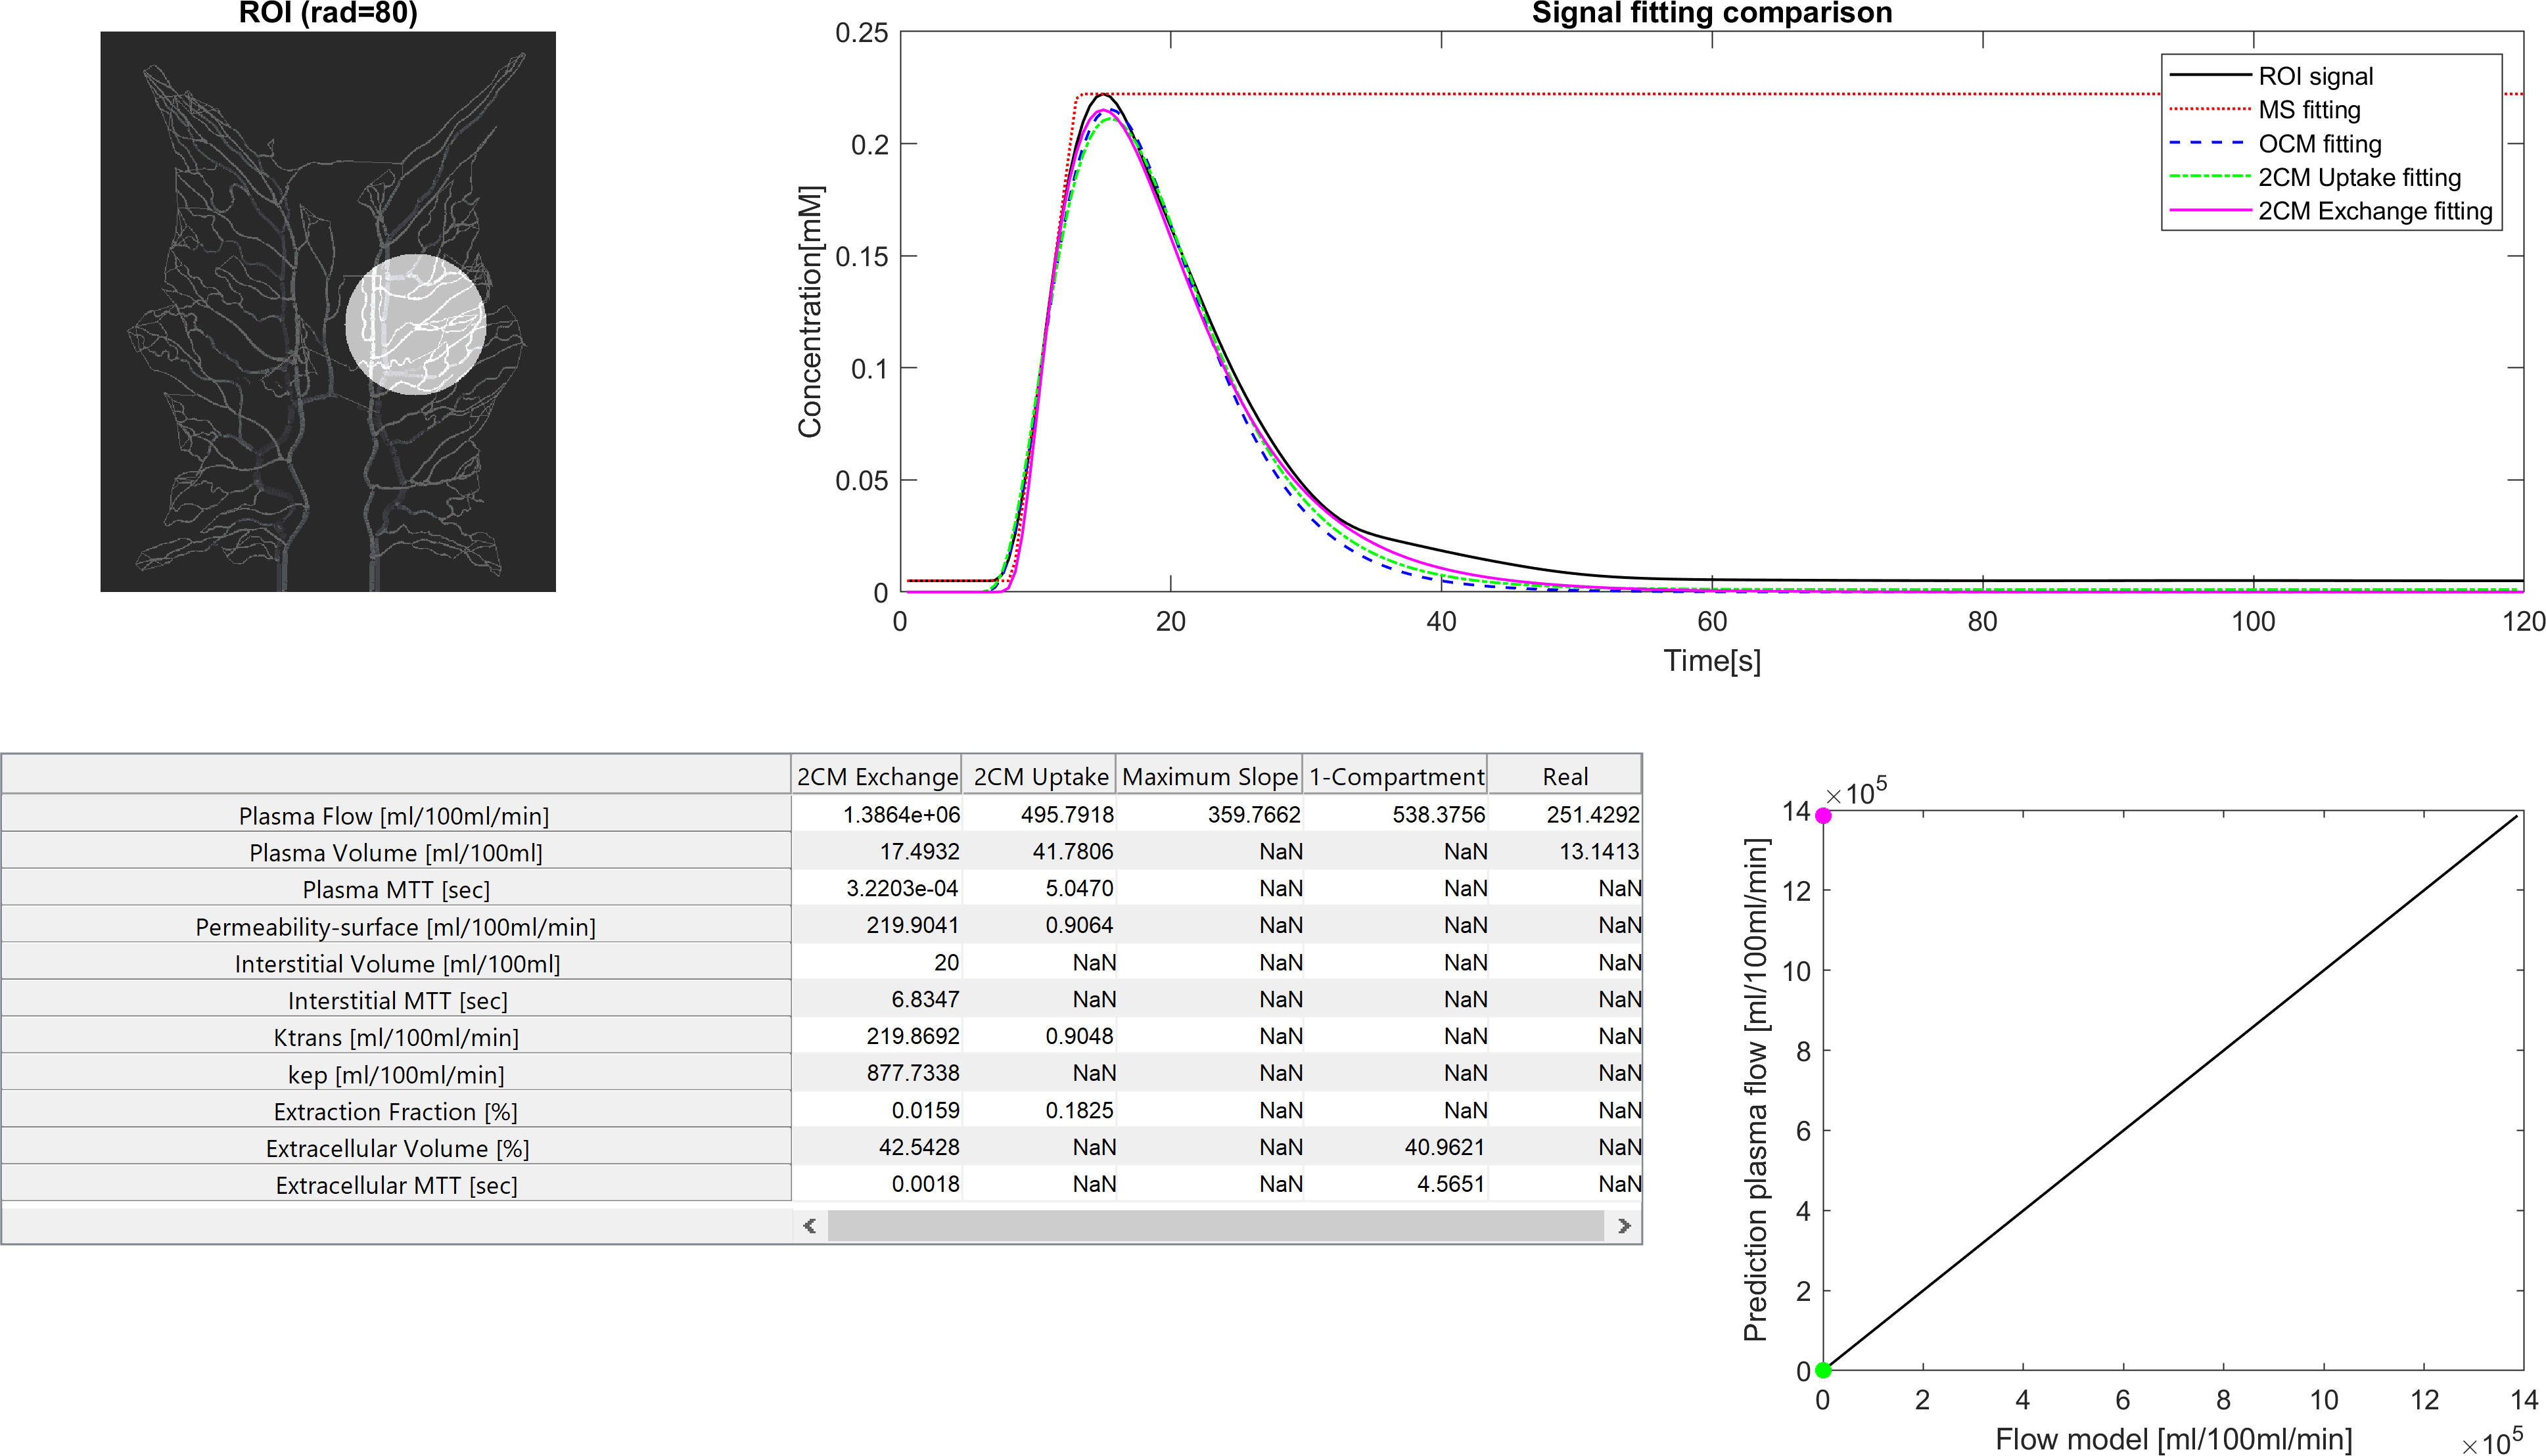 ROI (rad=80)
Signal fitting comparison
0.25
0.2
0.15
0.1
0.05
0
Concentration[mM]
0 20 40 60 80 100 120
Time[s]
ROI signal
MS fitting
OCM fitting
2CM Uptake fitting
2CM Exchange fitting
2CM Exchange 2CM Uptake Maximum Slope 1-Compartment Real
Plasma Flow [ml/100ml/min] 1.3864e+06 495.7918 359.7662 538.3756 251.4292
Plasma Volume [ml/100ml] 17.4932 41.7806 NaN NaN 13.1413
Plasma MTT [sec] 3.2203e-04 5.0470 NaN NaN NaN
Permeability-surface [ml/100ml/min] 219.9041 0.9064 NaN NaN NaN
Interstitial Volume [ml/100ml] 20 NaN NaN NaN NaN
Interstitial MTT [sec] 6.8347 NaN NaN NaN NaN
Ktrans [ml/100ml/min] 219.8692 0.9048 NaN NaN NaN
kep [ml/100ml/min] 877.7338 NaN NaN NaN NaN
Extraction Fraction [%] 0.0159 0.1825 NaN NaN NaN
Extracellular Volume [%] 42.5428 NaN NaN 40.9621 NaN
Extracellular MTT [sec] 0.0018 NaN NaN 4.5651 NaN
×10^5
14
12
10
8
6
4
2
0
Prediction plasma flow [ml/100ml/min]
0 2 4 6 8 10 12 14
Flow model [ml/100ml/min]
×10^5